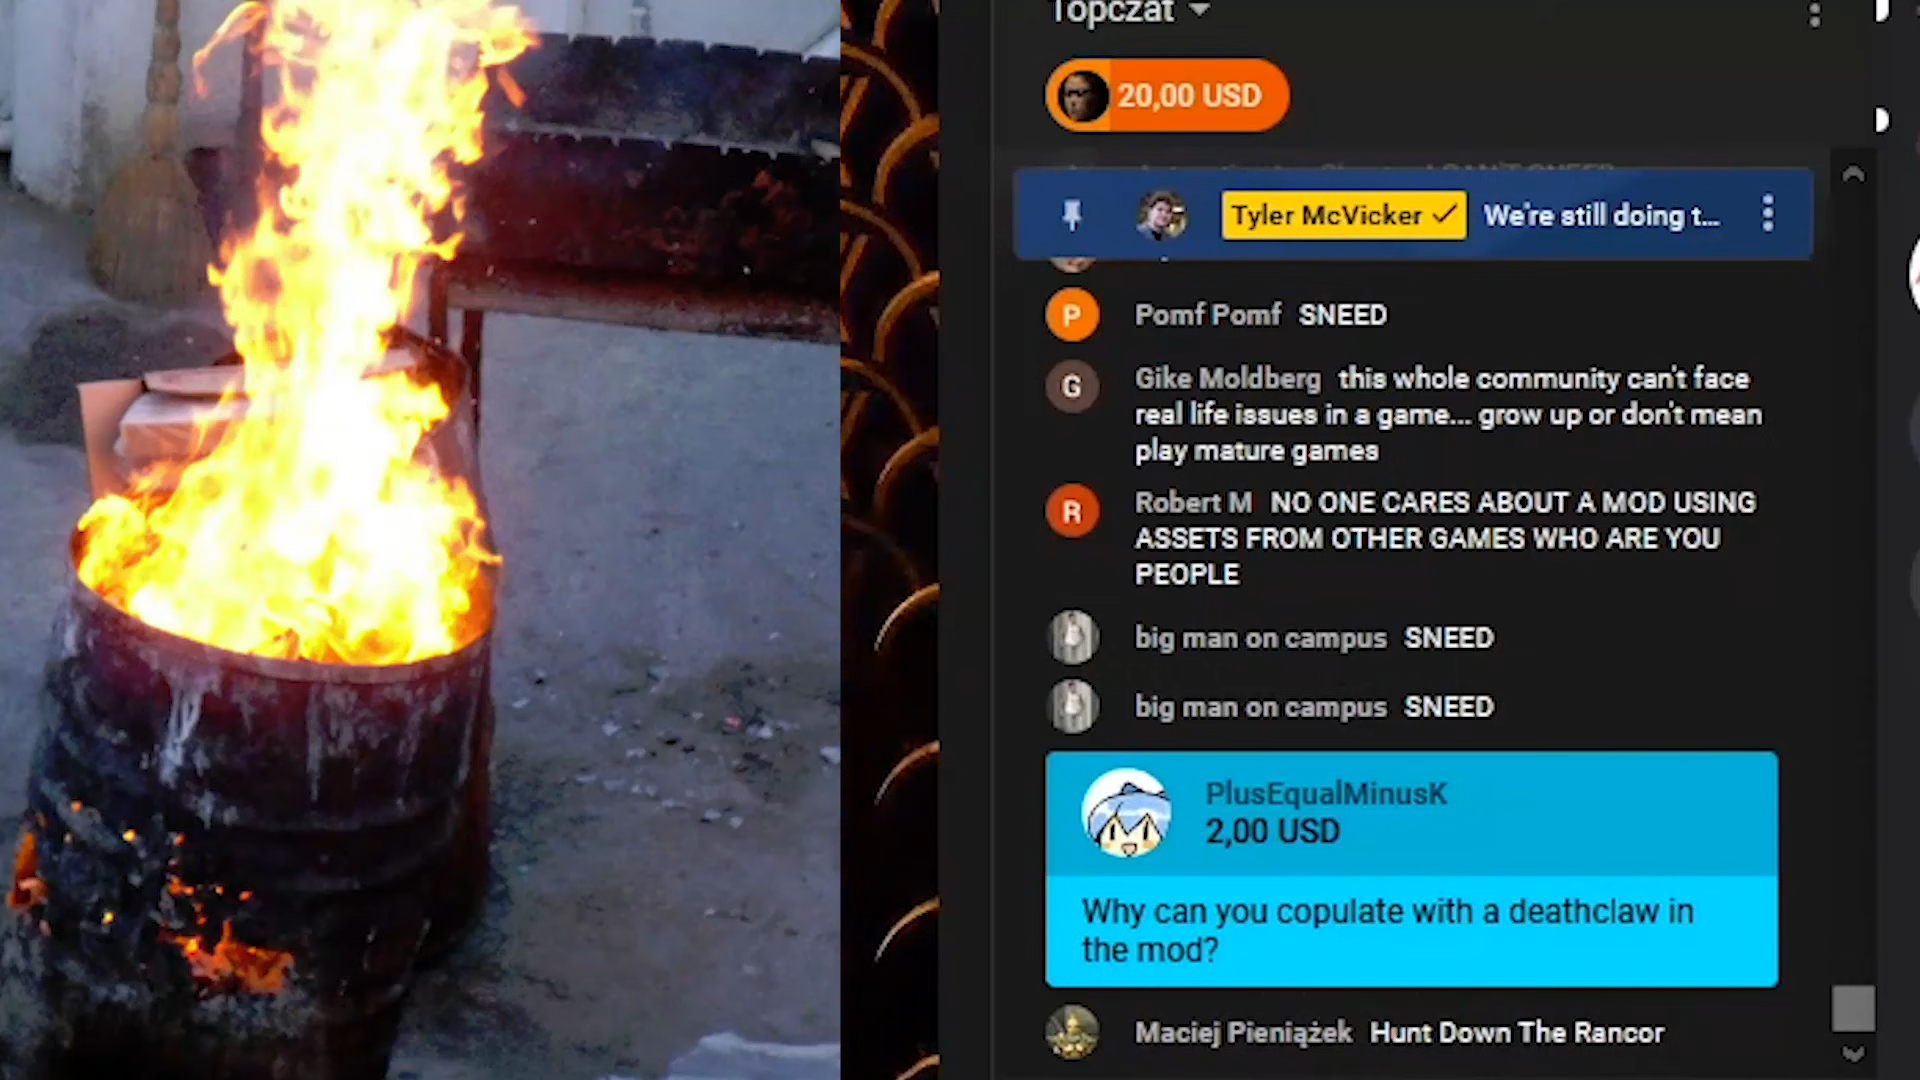 Topczat
20,00 USD
Tyler McVicker We're still doing t...
Pomf Pomf SNEED
Gike Moldberg this whole community can't face
real life issues in a game... grow up or don't mean
play mature games
Robert M NO ONE CARES ABOUT A MOD USING
ASSETS FROM OTHER GAMES WHO ARE YOU
PEOPLE
big man on campus SNEED
big man on campus SNEED
PlusEqualMinusK
2,00 USD
Why can you copulate with a deathclaw in
the mod?
Maciej Pieniążek Hunt Down The Rancor